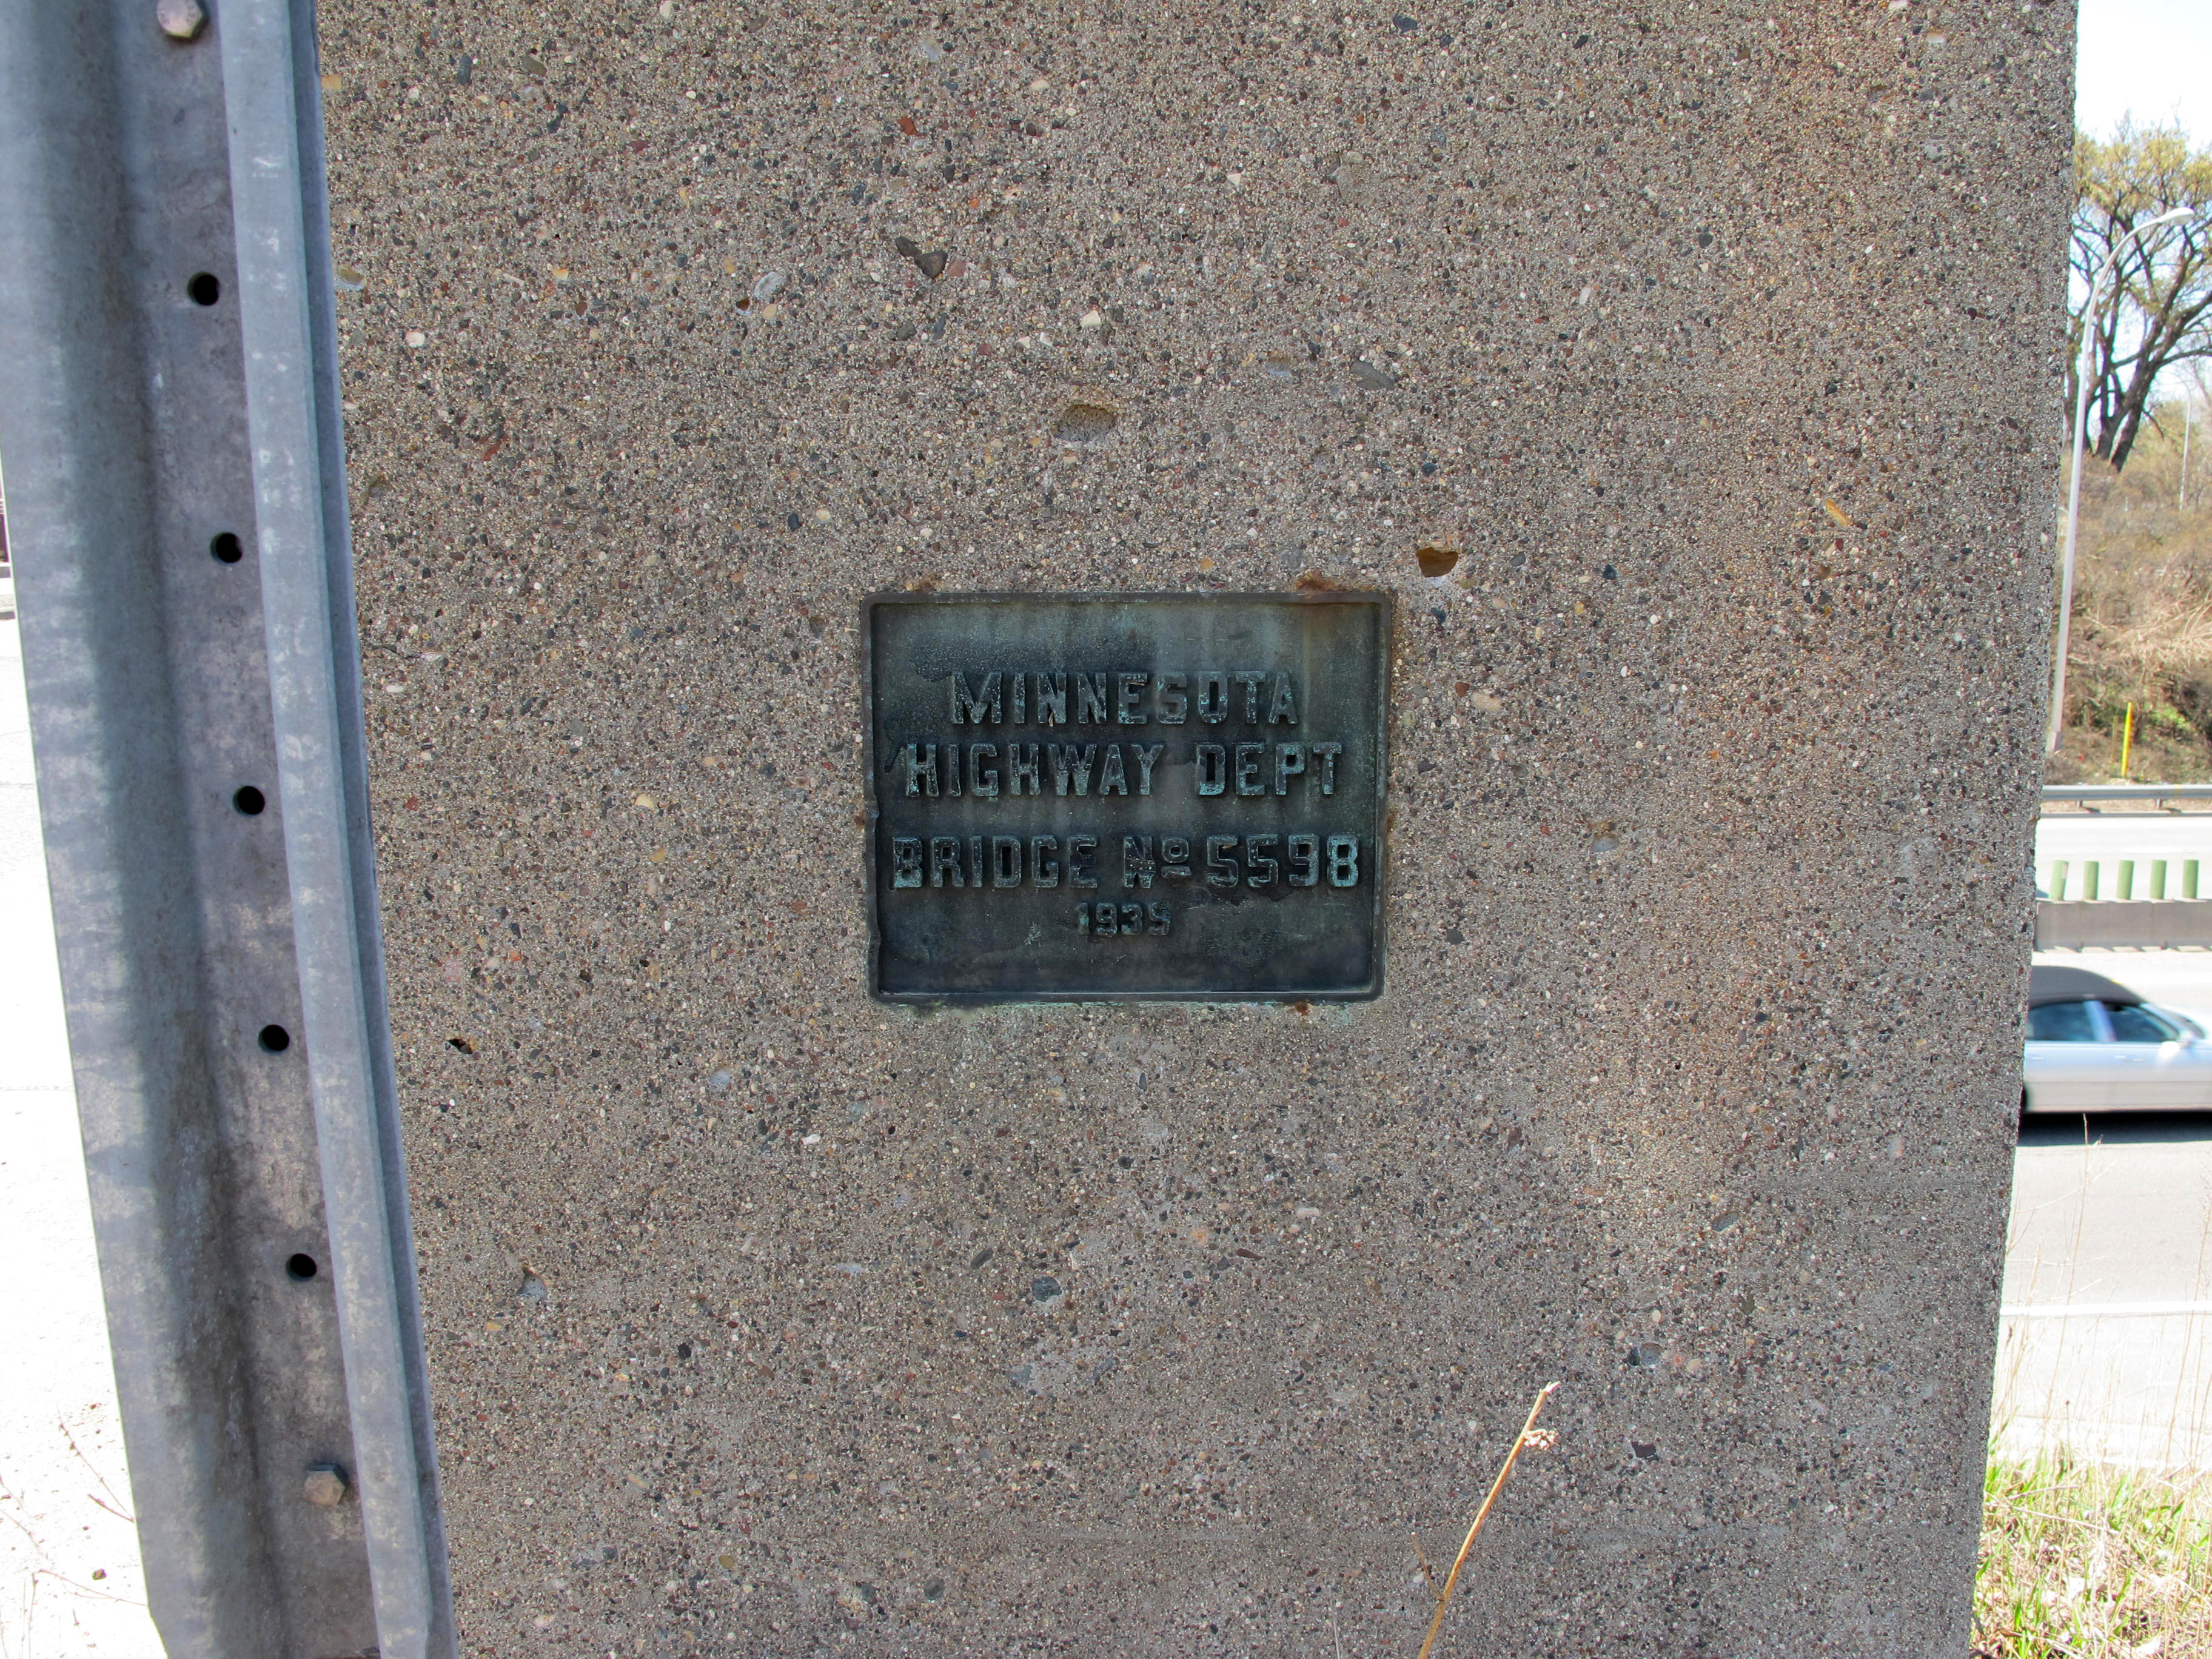 MINNESOTA
HIGHWAY DEPT
BRIDGE Nº 5598
1935